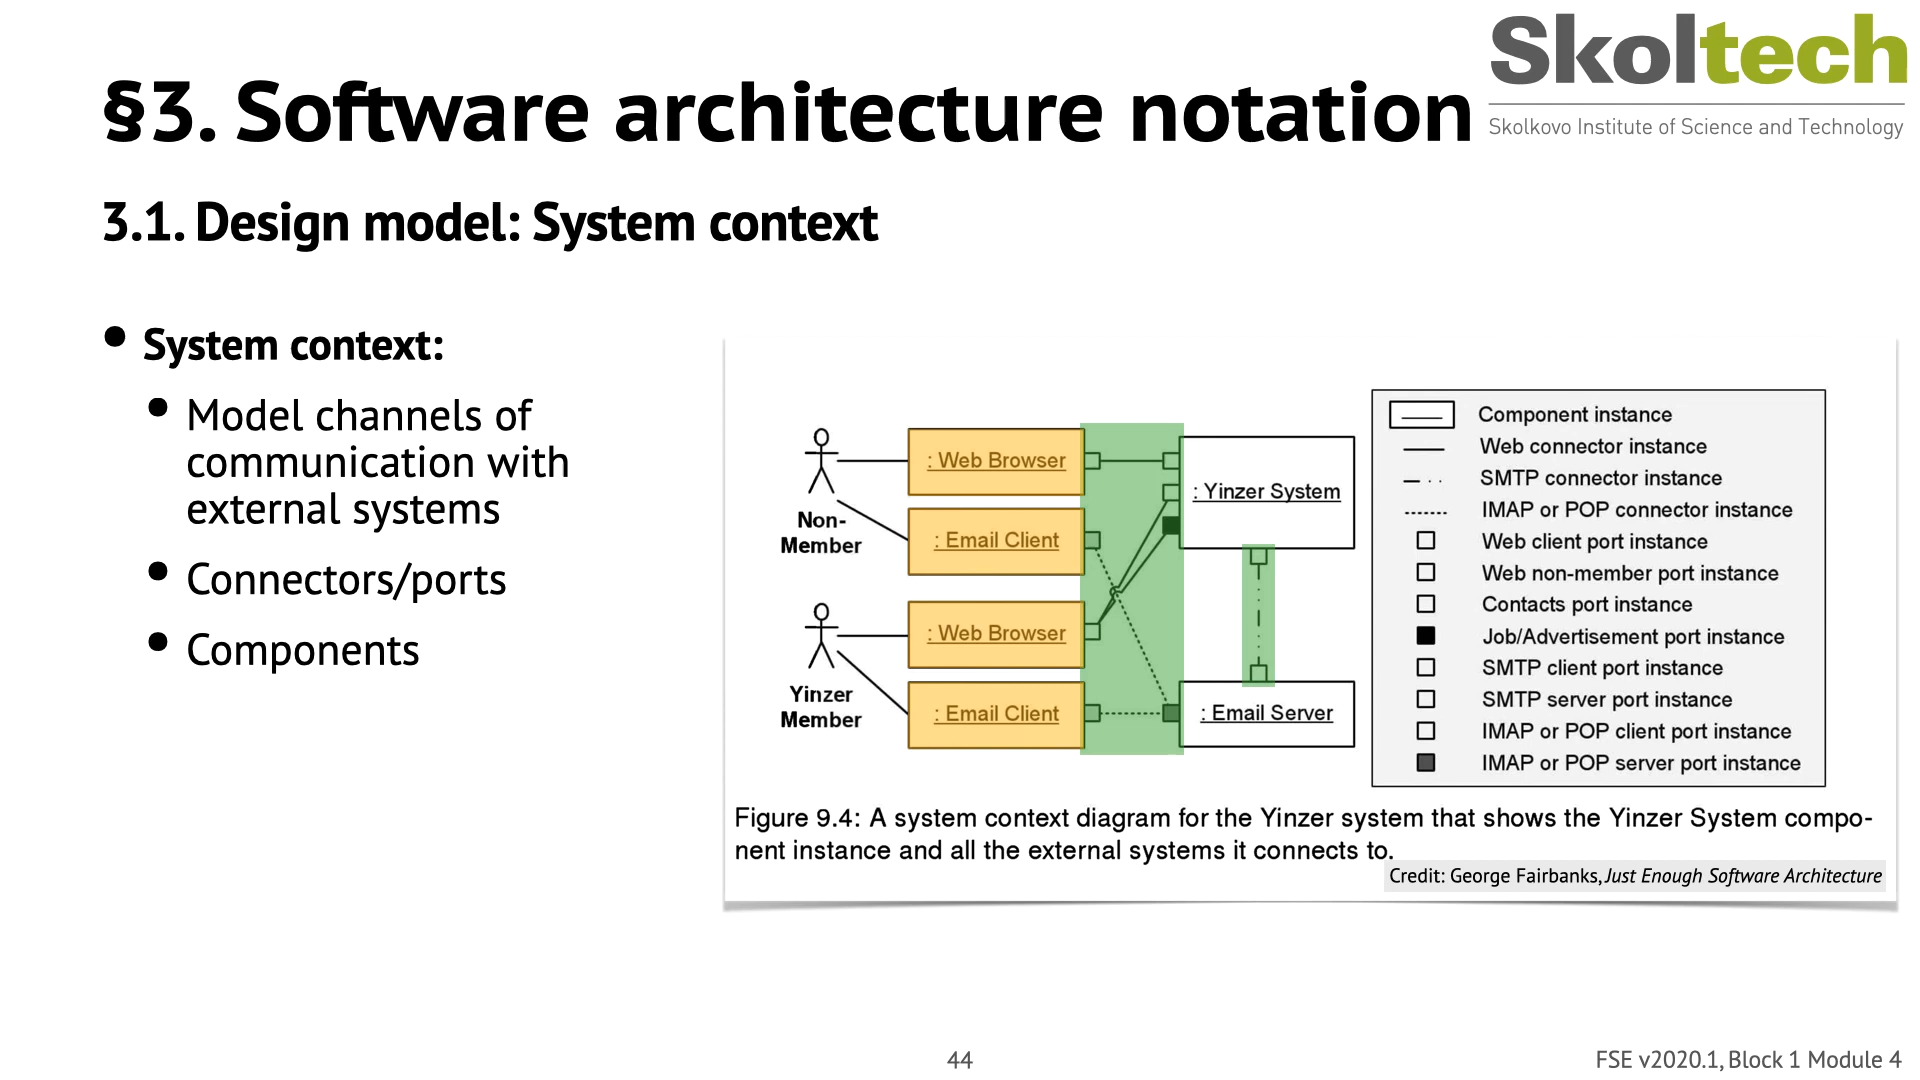 Skoltech
Skolkovo Institute of Science and Technology
§3. Software architecture notation
3.1. Design model: System context
• System context:
• Model channels of
communication with
external systems
• Connectors/ports
• Components
Non-
Member
Yinzer
Member
: Web Browser
: Email Client
: Web Browser
: Email Client
: Yinzer System
: Email Server
Component instance
Web connector instance
SMTP connector instance
IMAP or POP connector instance
Web client port instance
Web non-member port instance
Contacts port instance
Job/Advertisement port instance
SMTP client port instance
SMTP server port instance
IMAP or POP client port instance
IMAP or POP server port instance
Figure 9.4: A system context diagram for the Yinzer system that shows the Yinzer System compo-
nent instance and all the external systems it connects to.
Credit: George Fairbanks, Just Enough Software Architecture
44
FSE v2020.1, Block 1 Module 4